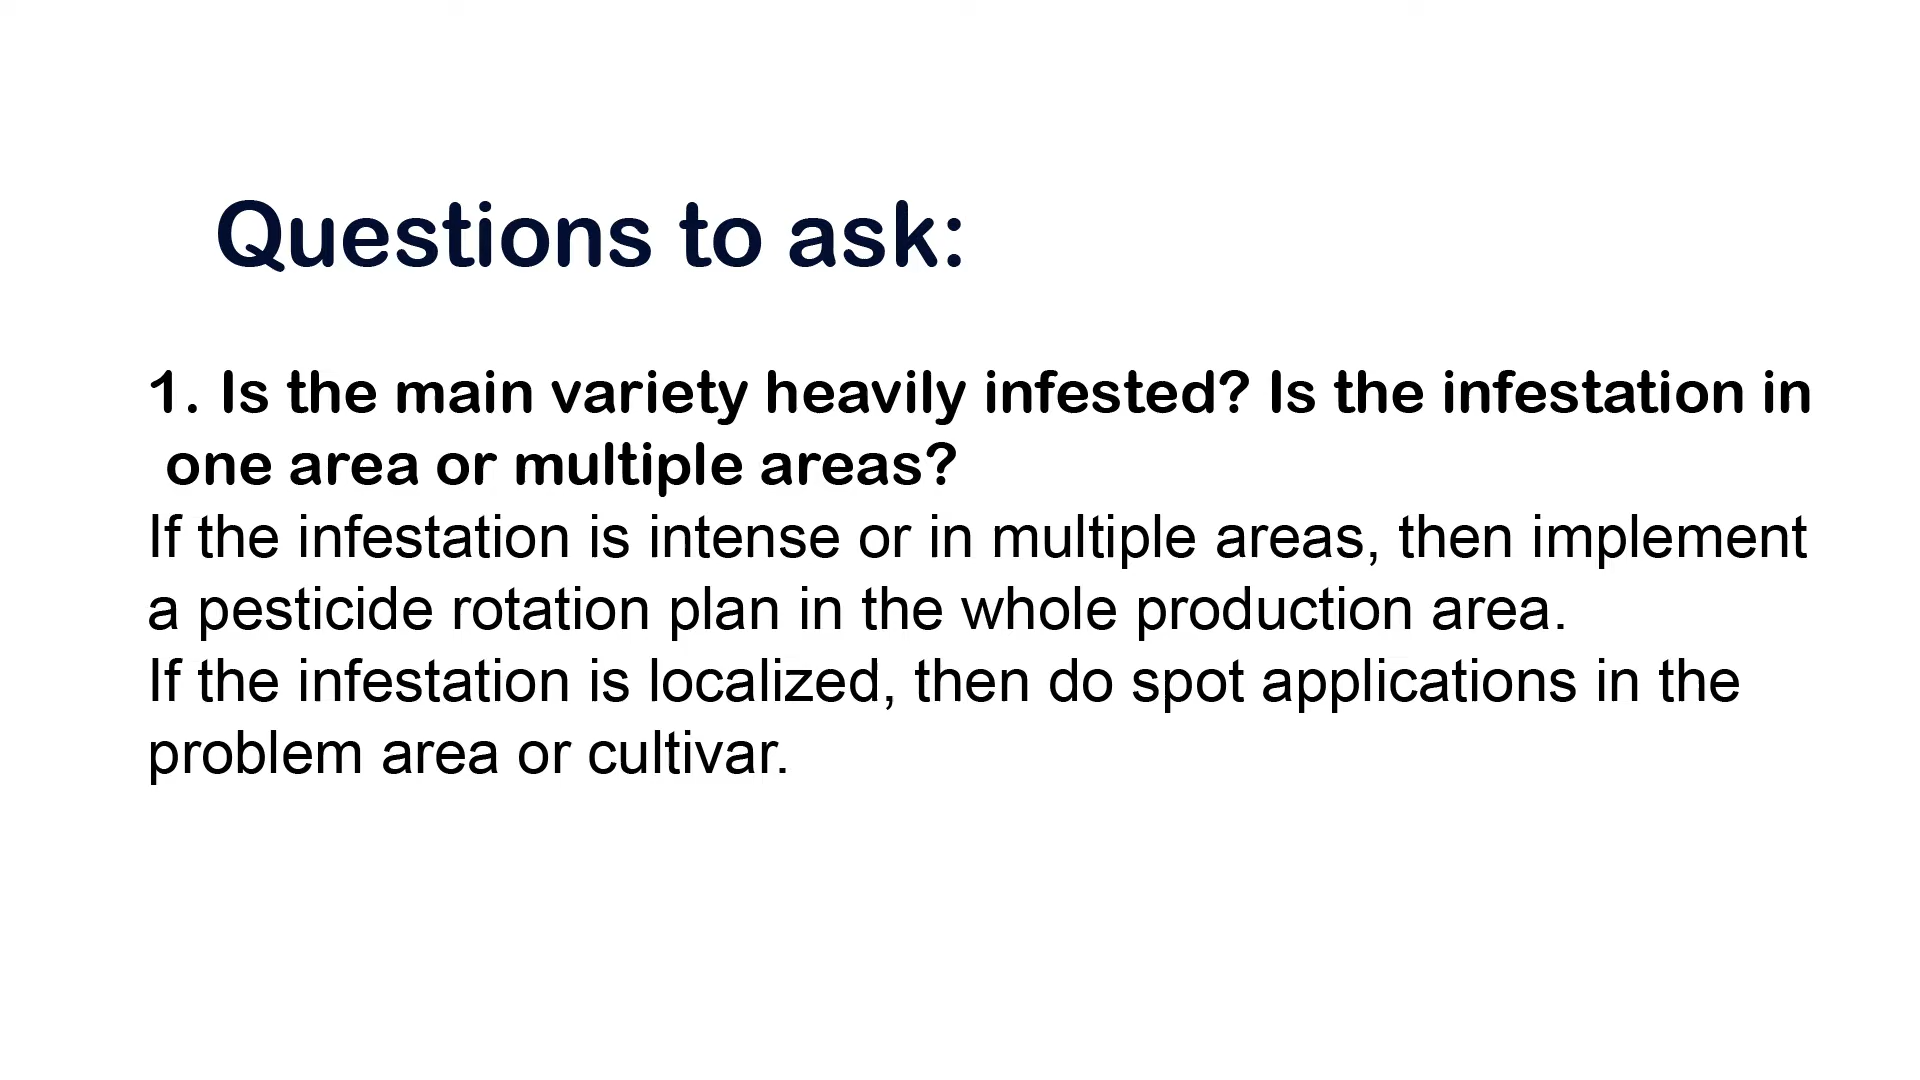 Questions to ask:
1. Is the main variety heavily infested? Is the infestation in
one area or multiple areas?
If the infestation is intense or in multiple areas, then implement
a pesticide rotation plan in the whole production area.
If the infestation is localized, then do spot applications in the
problem area or cultivar.